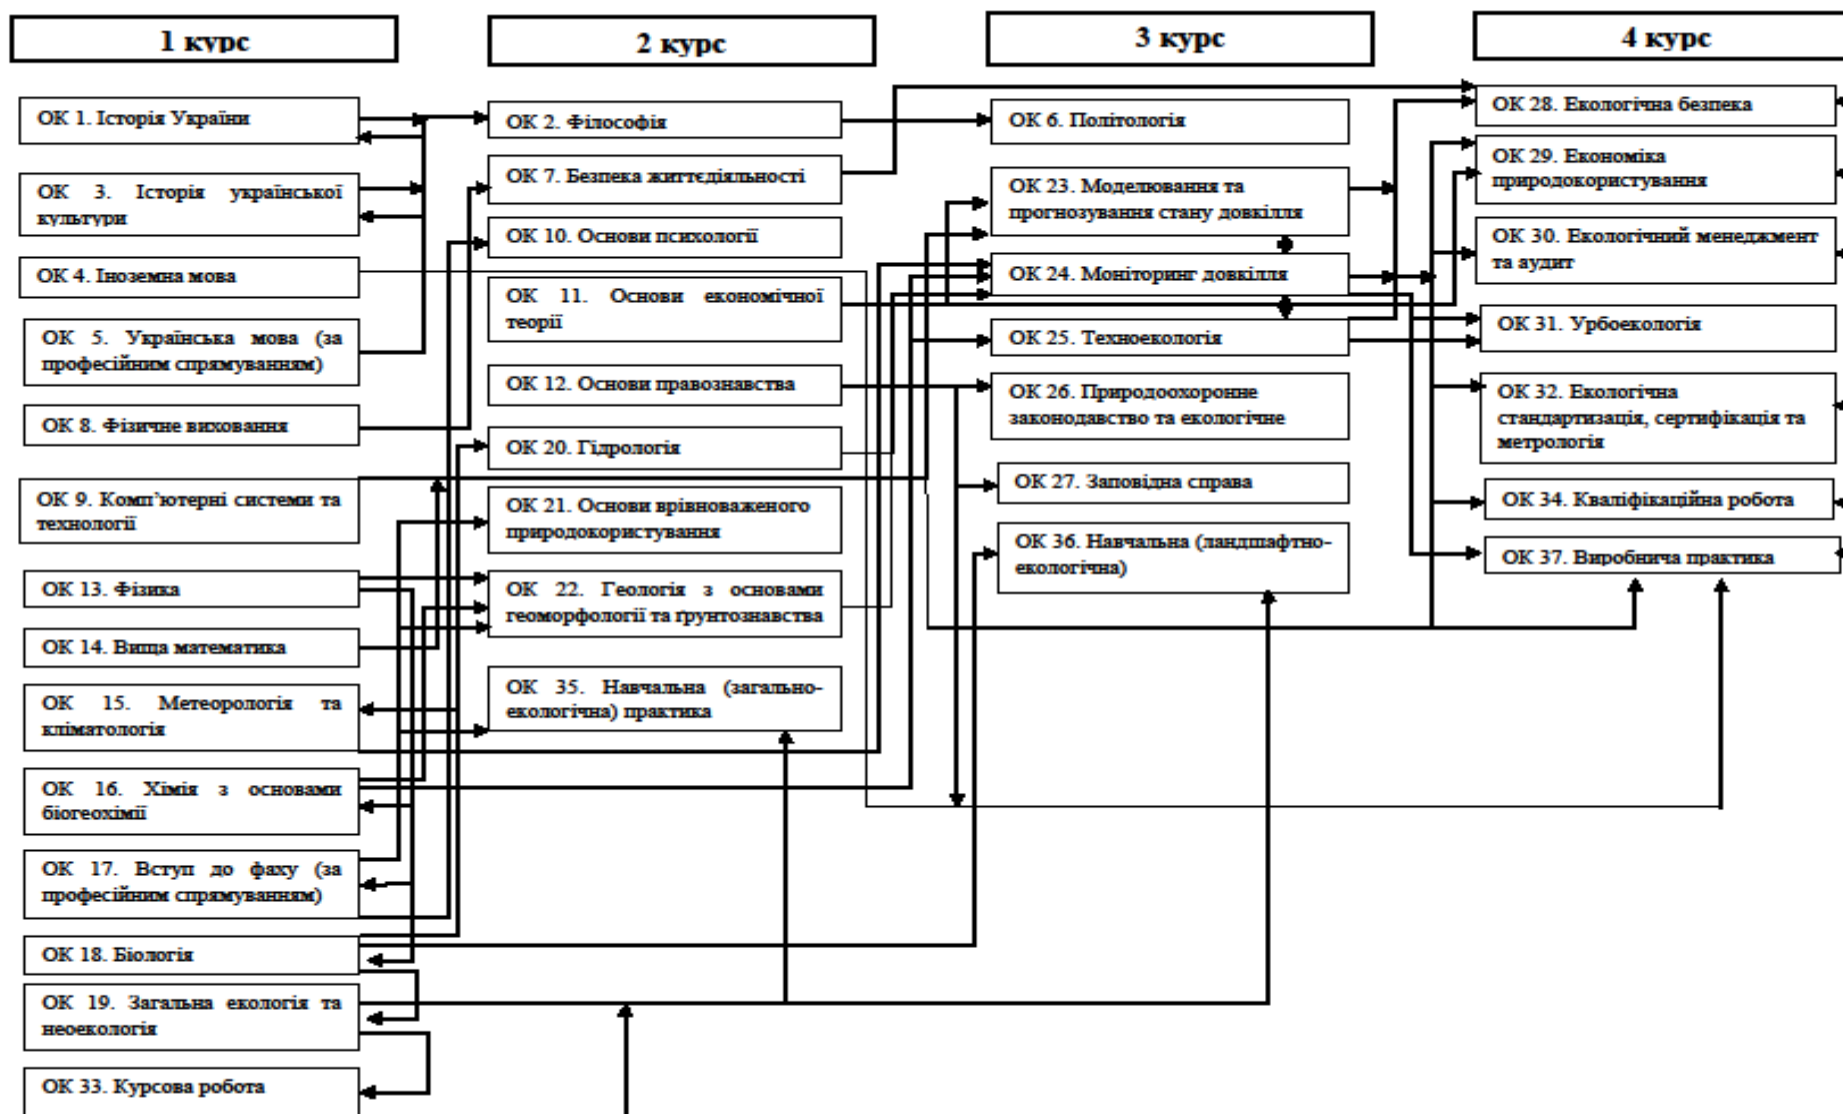 1 курс
ОК 1. Історія України
ОК 3. Історія української
культури
ОК 4. Іноземна мова
ОК 5. Українська мова (за
професійним спрямуванням)
ОК 8. Фізичне виховання
ОК 9. Комп’ютерні системи та
технології
ОК 13. Фізика
ОК 14. Вища математика
ОК 15. Метеорологія та
кліматологія
ОК 16. Хімія з основами
біогеохімії
ОК 17. Вступ до фаху (за
професійним спрямуванням)
ОК 18. Біологія
ОК 19. Загальна екологія та
неоекологія
ОК 33. Курсова робота
2 курс
ОК 2. Філософія
ОК 7. Безпека життєдіяльності
ОК 10. Основи психології
ОК 11. Основи економічної
теорії
ОК 12. Основи правознавства
ОК 20. Гідрологія
ОК 21. Основи врівноваженого
природокористування
ОК 22. Геологія з основами
геоморфології та ґрунтознавства
ОК 35. Навчальна (загально-
екологічна) практика
3 курс
ОК 6. Політологія
ОК 23. Моделювання та
прогнозування стану довкілля
ОК 24. Моніторинг довкілля
ОК 25. Техноекологія
ОК 26. Природоохоронне
законодавство та екологічне
ОК 27. Заповідна справа
ОК 36. Навчальна (ландшафтно-
екологічна)
4 курс
ОК 28. Екологічна безпека
ОК 29. Економіка
природокористування
ОК 30. Екологічний менеджмент
та аудит
ОК 31. Урбоекологія
ОК 32. Екологічна
стандартизація, сертифікація та
метрологія
ОК 34. Кваліфікаційна робота
ОК 37. Виробнича практика